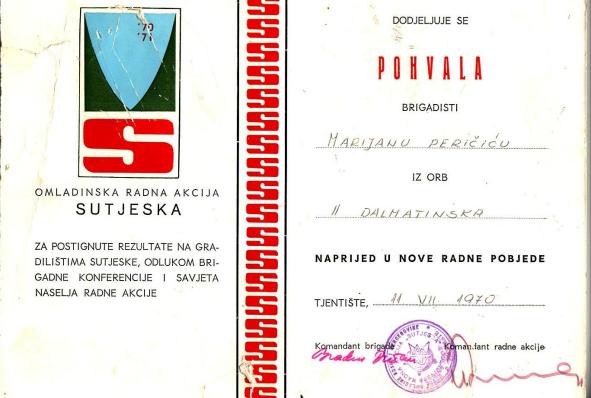 '70
'71
S
OMLADINSKA RADNA AKCIJA
SUTJESKA
ZA POSTIGNUTE REZULTATE NA GRA-
DILIŠTIMA SUTJESKE, ODLUKOM BRI-
GADNE KONFERENCIJE I SAVJETA
NASELJA RADNE AKCIJE
DODJELJUJE SE
POHVALA
BRIGADISTI
MARIJANU PERIČIĆU
IZ ORB
II DALMATINSKA
NAPRIJED U NOVE RADNE POBJEDE
TJENTIŠTE, 11 VII 1970
Komandant brigade Komandant radne akcije